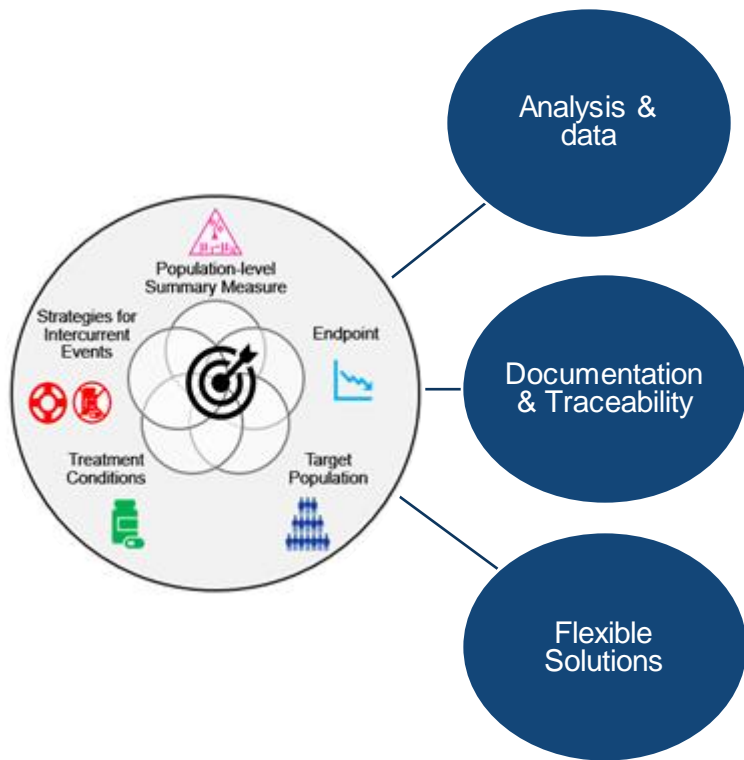 Analysis &
data
Population-level
Summary Measure
Strategies for
Intercurrent
Events
Endpoint
Documentation
& Traceability
Treatment
Conditions
Target
Population
Flexible
Solutions